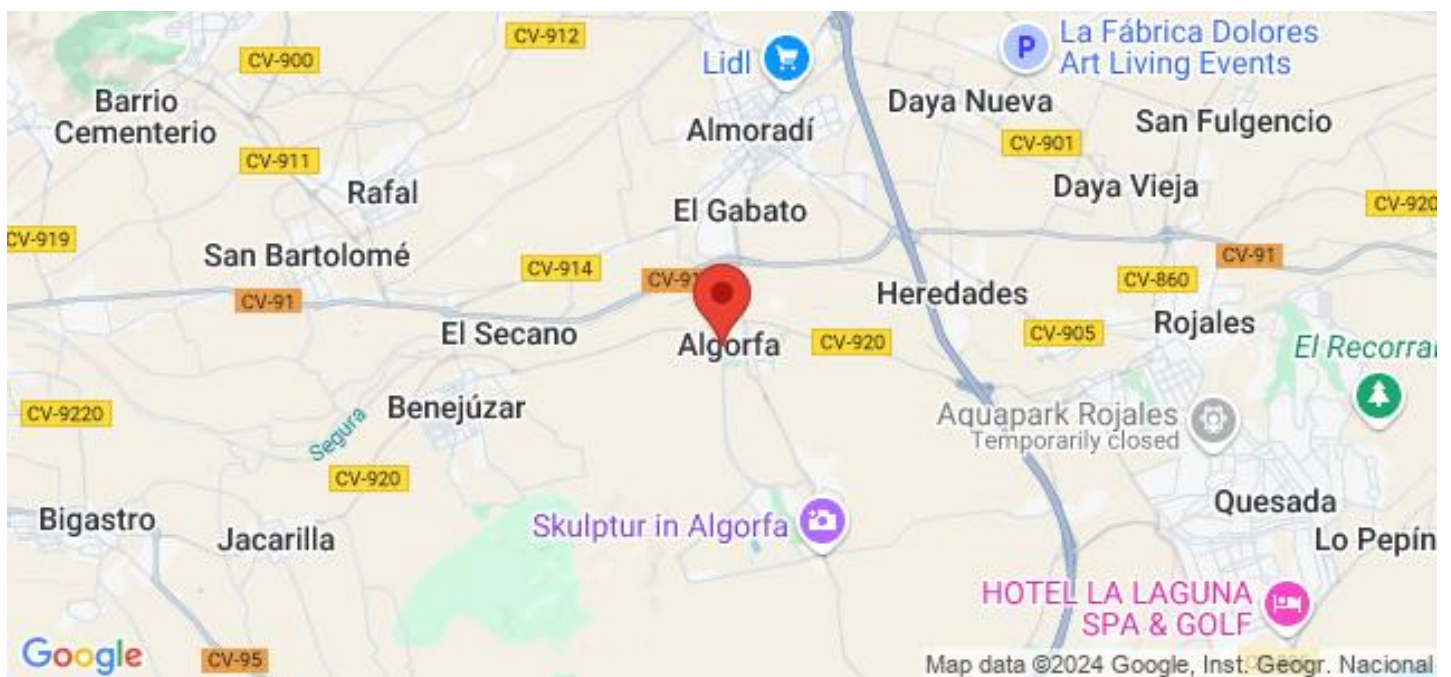 CV-912
La Fábrica Dolores
Art Living Events
P
CV-900
Lidl
Barrio
Cementerio
Daya Nueva
San Fulgencio
Almoradí
CV-901
CV-911
Rafal
Daya Vieja
El Gabato
CV-920
CV-919
San Bartolomé
CV-91
CV-914
CV-91
CV-860
CV-91
Heredades
El Secano
Algorfa
CV-920
CV-905
Rojales
El Recorral
CV-9220
Benejúzar
Segura
Aquapark Rojales
Temporarily closed
CV-920
Quesada
Bigastro
Jacarilla
Skulptur in Algorfa
Lo Pepín
HOTEL LA LAGUNA
SPA & GOLF
Google
CV-95
Map data ©2024 Google, Inst. Geogr. Nacional